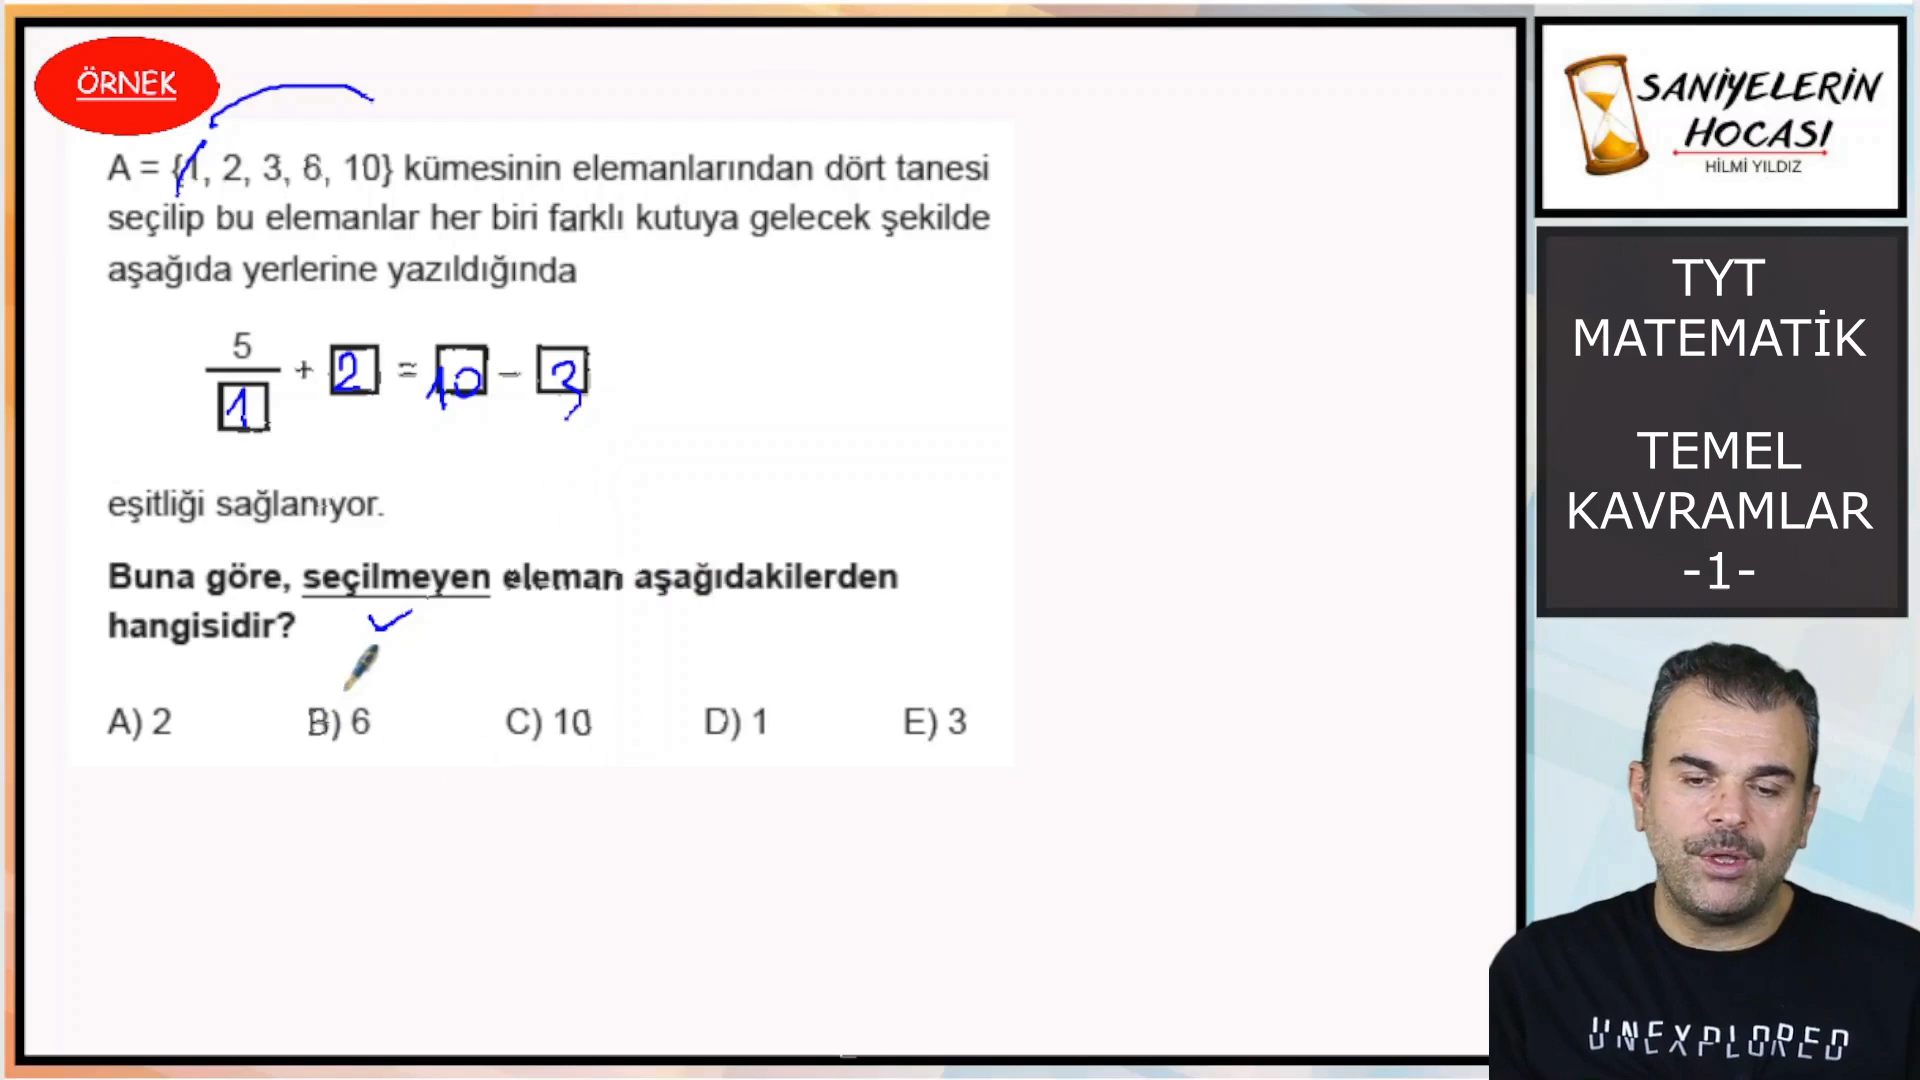 ÖRNEK
A = {1, 2, 3, 6, 10} kümesinin elemanlarından dört tanesi
seçilip bu elemanlar her biri farklı kutuya gelecek şekilde
aşağıda yerlerine yazıldığında
5
1 + 2 = 10 - 3
eşitliği sağlanıyor.
Buna göre, seçilmeyen eleman aşağıdakilerden
hangisidir?
A) 2 B) 6 C) 10 D) 1 E) 3
SANİYELERİN
HOCASI
HİLMİ YILDIZ
TYT
MATEMATİK
TEMEL
KAVRAMLAR
-1-
UNEXPLORED